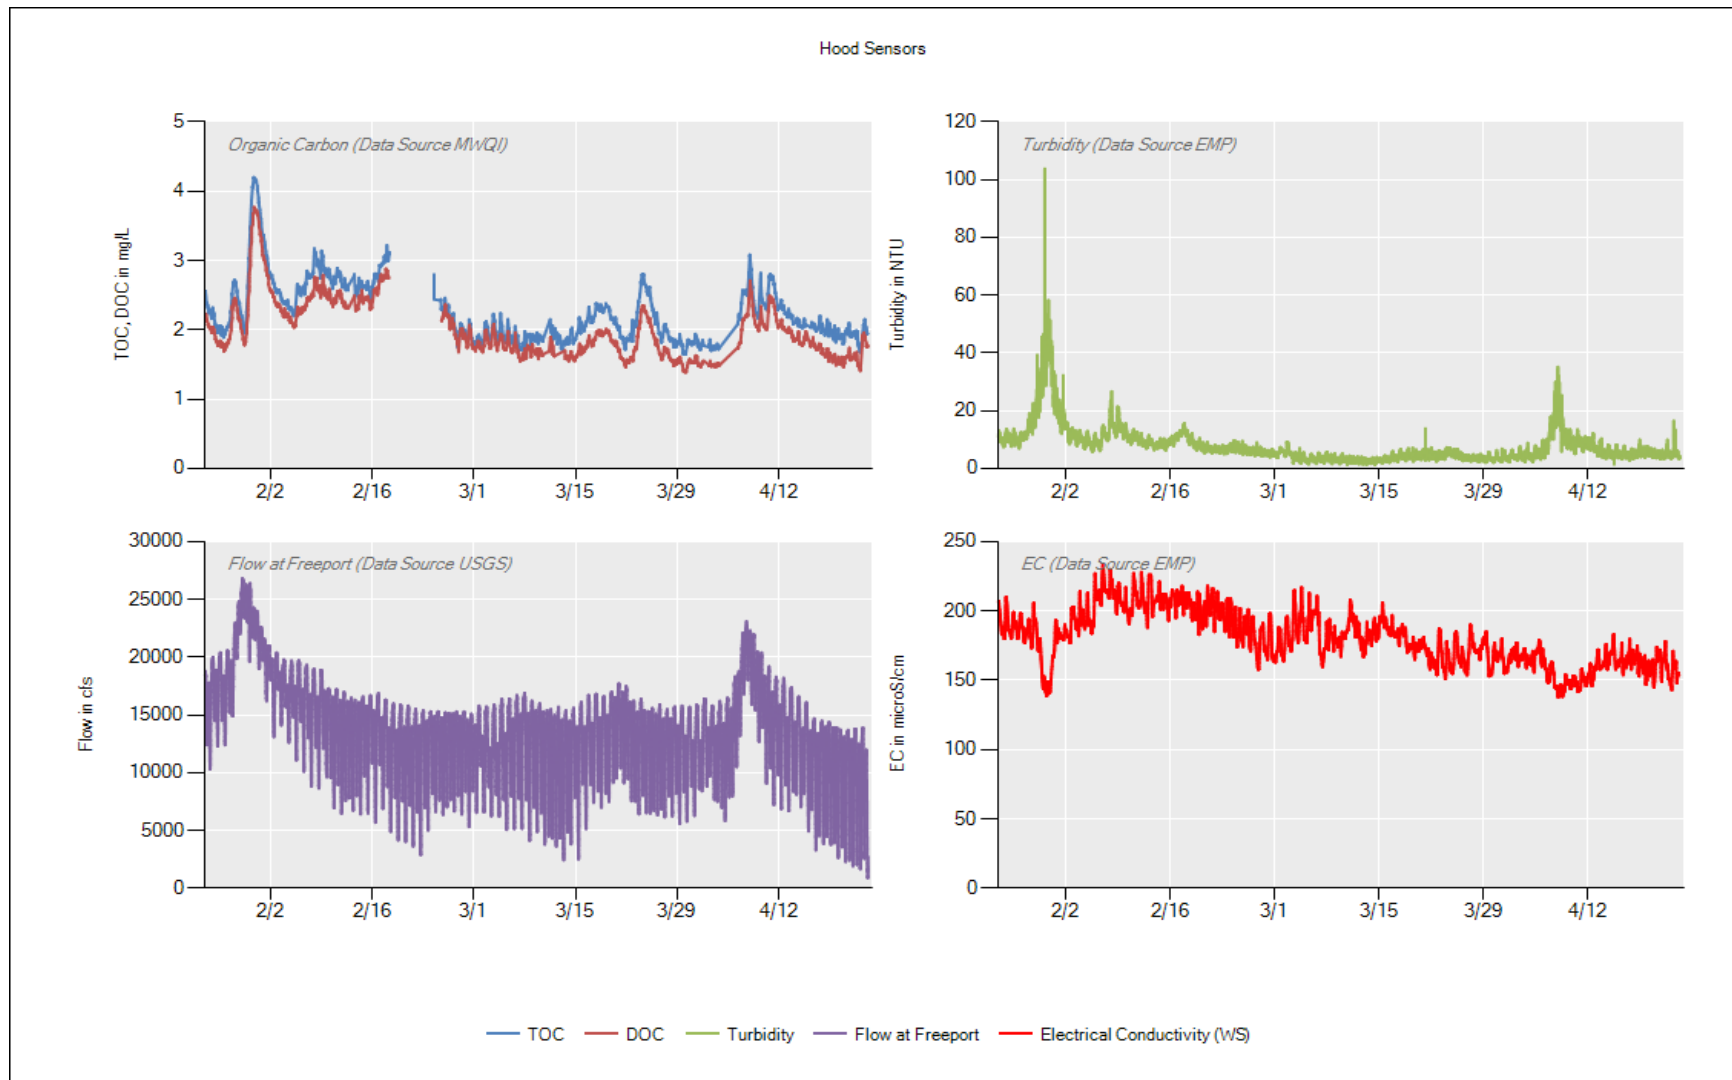 Hood Sensors
Organic Carbon (Data Source MWQI)
TOC, DOC in mg/L
5
4
3
2
1
0
2/2 2/16 3/1 3/15 3/29 4/12
Turbidity (Data Source EMP)
Turbidity in NTU
120
100
80
60
40
20
0
2/2 2/16 3/1 3/15 3/29 4/12
Flow at Freeport (Data Source USGS)
Flow in cfs
30000
25000
20000
15000
10000
5000
0
2/2 2/16 3/1 3/15 3/29 4/12
EC (Data Source EMP)
EC in microS/cm
250
200
150
100
50
0
2/2 2/16 3/1 3/15 3/29 4/12
TOC DOC Turbidity Flow at Freeport Electrical Conductivity (WS)